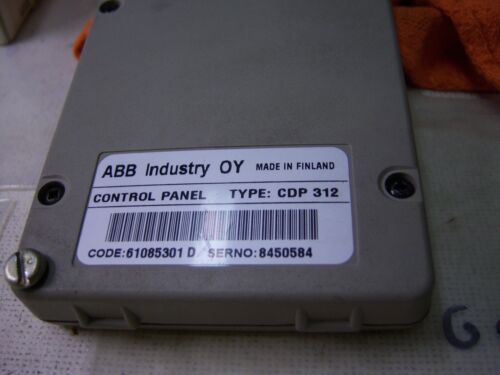 ABB Industry OY MADE IN FINLAND
CONTROL PANEL TYPE: CDP 312
CODE:61085301 D / SERNO:8450584